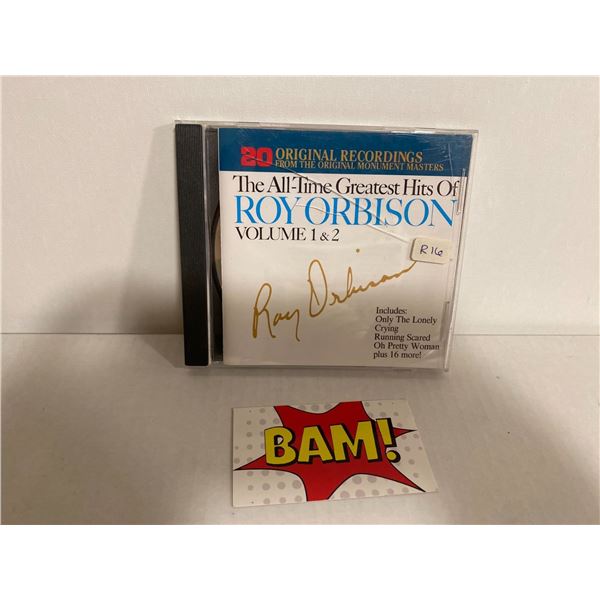 20 ORIGINAL RECORDINGS
FROM THE ORIGINAL MONUMENT MASTERS
The All-Time Greatest Hits Of
ROY ORBISON
VOLUME 1 & 2
R16
Roy Orbison
Includes:
Only The Lonely
Crying
Running Scared
Oh Pretty Woman
plus 16 more!
BAM!